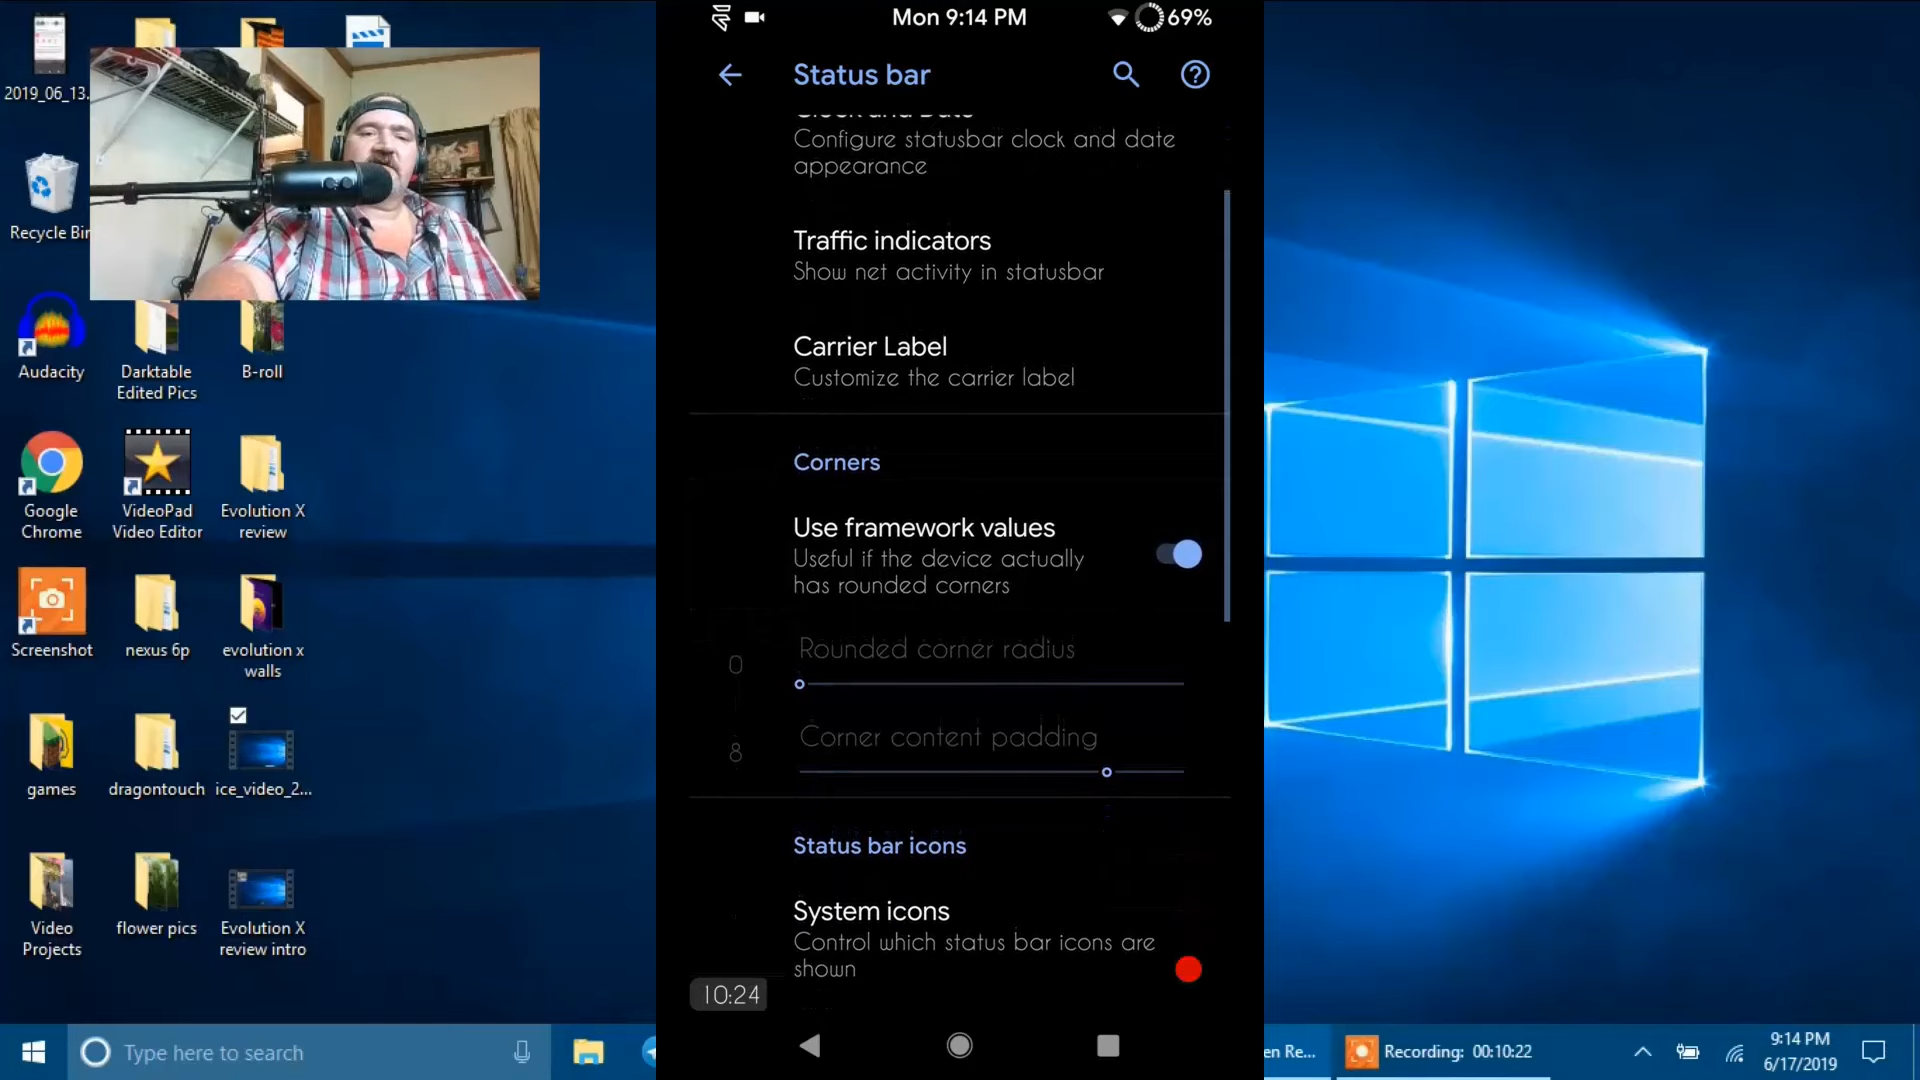 2019_06_13.
Recycle Bin
Audacity
Darktable
Edited Pics
B-roll
Google
Chrome
VideoPad
Video Editor
Evolution X
review
Screenshot
nexus 6p
evolution x
walls
games
dragontouch
ice_video_2...
Video
Projects
flower pics
Evolution X
review intro
Mon 9:14 PM
69%
Status bar
Clock and Date
Configure statusbar clock and date
appearance
Traffic indicators
Show net activity in statusbar
Carrier Label
Customize the carrier label
Corners
Use framework values
Useful if the device actually
has rounded corners
Rounded corner radius
0
Corner content padding
8
Status bar icons
System icons
Control which status bar icons are
shown
10:24
Type here to search
en Re...
Recording: 00:10:22
9:14 PM
6/17/2019